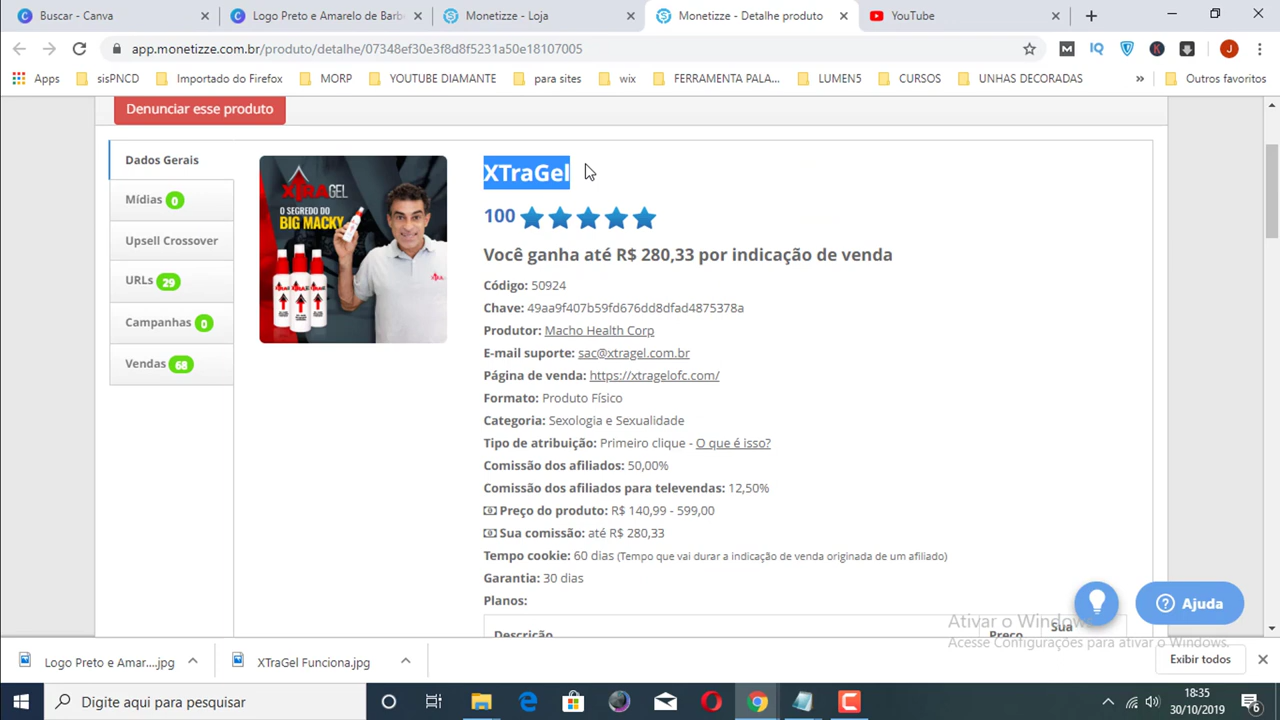 Buscar - Canva
Logo Preto e Amarelo de Barbe
Monetizze - Loja
Monetizze - Detalhe produto
YouTube
app.monetizze.com.br/produto/detalhe/07348ef30e3f8d8f5231a50e18107005
IQ
J
Apps
sisPNCD
Importado do Firefox
MORP
YOUTUBE DIAMANTE
para sites
wix
FERRAMENTA PALA...
LUMEN5
CURSOS
UNHAS DECORADAS
»
Outros favoritos
Denunciar esse produto
Dados Gerais
Mídias 0
Upsell Crossover
URLs 29
Campanhas 0
Vendas 68
XTRAGEL
O SEGREDO DO
BIG MACKY
XTraGel
100
Você ganha até R$ 280,33 por indicação de venda
Código: 50924
Chave: 49aa9f407b59fd676dd8dfad4875378a
Produtor: Macho Health Corp
E-mail suporte: sac@xtragel.com.br
Página de venda: https://xtragelofc.com/
Formato: Produto Físico
Categoria: Sexologia e Sexualidade
Tipo de atribuição: Primeiro clique - O que é isso?
Comissão dos afiliados: 50,00%
Comissão dos afiliados para televendas: 12,50%
Preço do produto: R$ 140,99 - 599,00
Sua comissão: até R$ 280,33
Tempo cookie: 60 dias (Tempo que vai durar a indicação de venda originada de um afiliado)
Garantia: 30 dias
Planos:
Descrição
Preço
Sua
Ajuda
Ativar o Windows
Acesse Configurações para ativar o Windows.
Logo Preto e Amar....jpg
XTraGel Funciona.jpg
Exibir todos
Digite aqui para pesquisar
18:35
30/10/2019
6